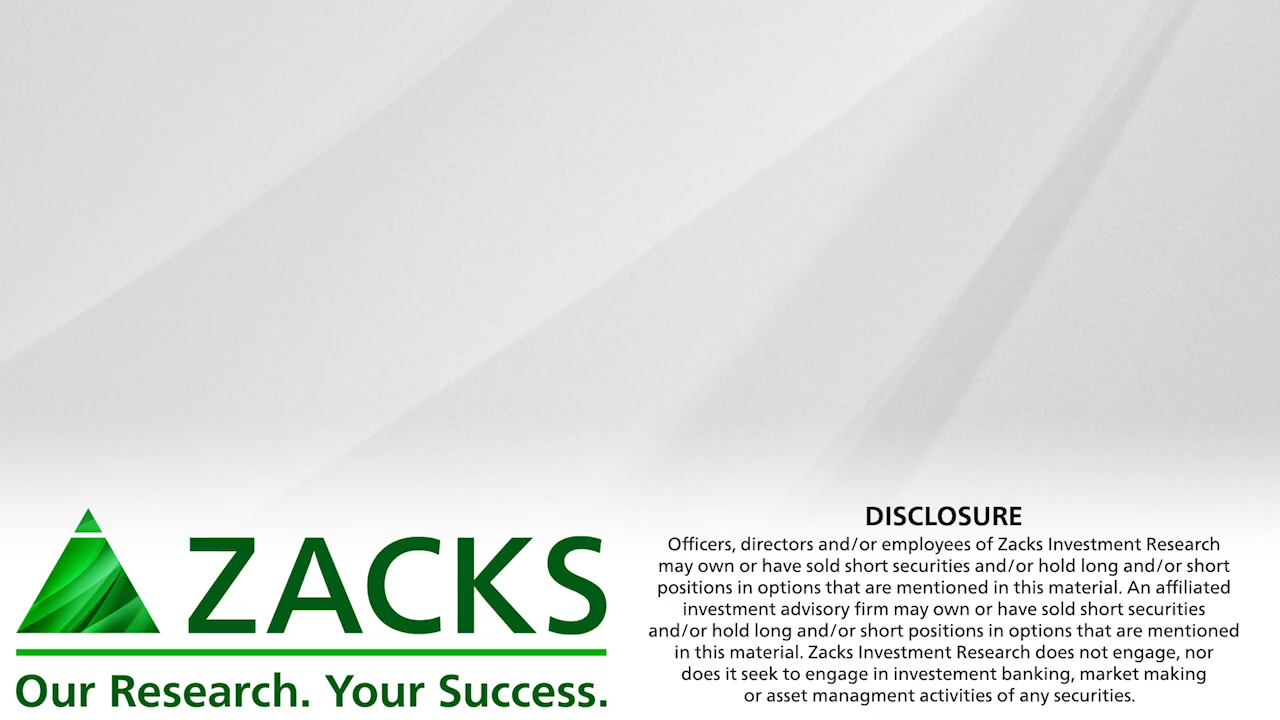 ZACKS
Our Research. Your Success.
DISCLOSURE
Officers, directors and/or employees of Zacks Investment Research
may own or have sold short securities and/or hold long and/or short
positions in options that are mentioned in this material. An affiliated
investment advisory firm may own or have sold short securities
and/or hold long and/or short positions in options that are mentioned
in this material. Zacks Investment Research does not engage, nor
does it seek to engage in investement banking, market making
or asset managment activities of any securities.